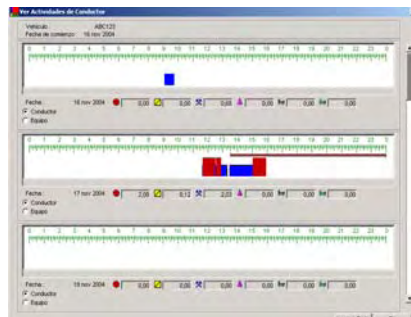 Ver Actividades de Conductor
Vehículo: ABC123
Fecha de comienzo: 16 nov 2004
0 1 2 3 4 5 6 7 8 9 10 11 12 13 14 15 16 17 18 19 20 21 22 23 0
Fecha: 16 nov 2004 0,00 0,00 0,00 0,00 0,00 0,00
Conductor
Equipo
0 1 2 3 4 5 6 7 8 9 10 11 12 13 14 15 16 17 18 19 20 21 22 23 0
Fecha: 17 nov 2004 2,00 0,12 2,03 0,00 0,00 0,00
Conductor
Equipo
0 1 2 3 4 5 6 7 8 9 10 11 12 13 14 15 16 17 18 19 20 21 22 23 0
Fecha: 18 nov 2004 0,00 0,00 0,00 0,00 0,00 0,00
Conductor
Equipo